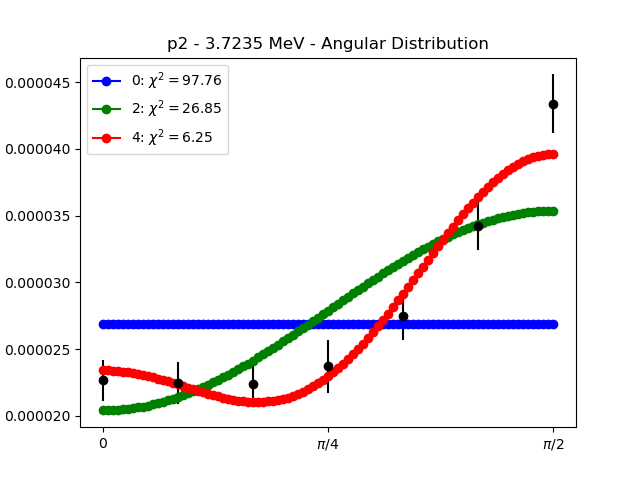 p2 - 3.7235 MeV - Angular Distribution
0: χ² = 97.76
2: χ² = 26.85
4: χ² = 6.25
0.000045
0.000040
0.000035
0.000030
0.000025
0.000020
0 π/4 π/2